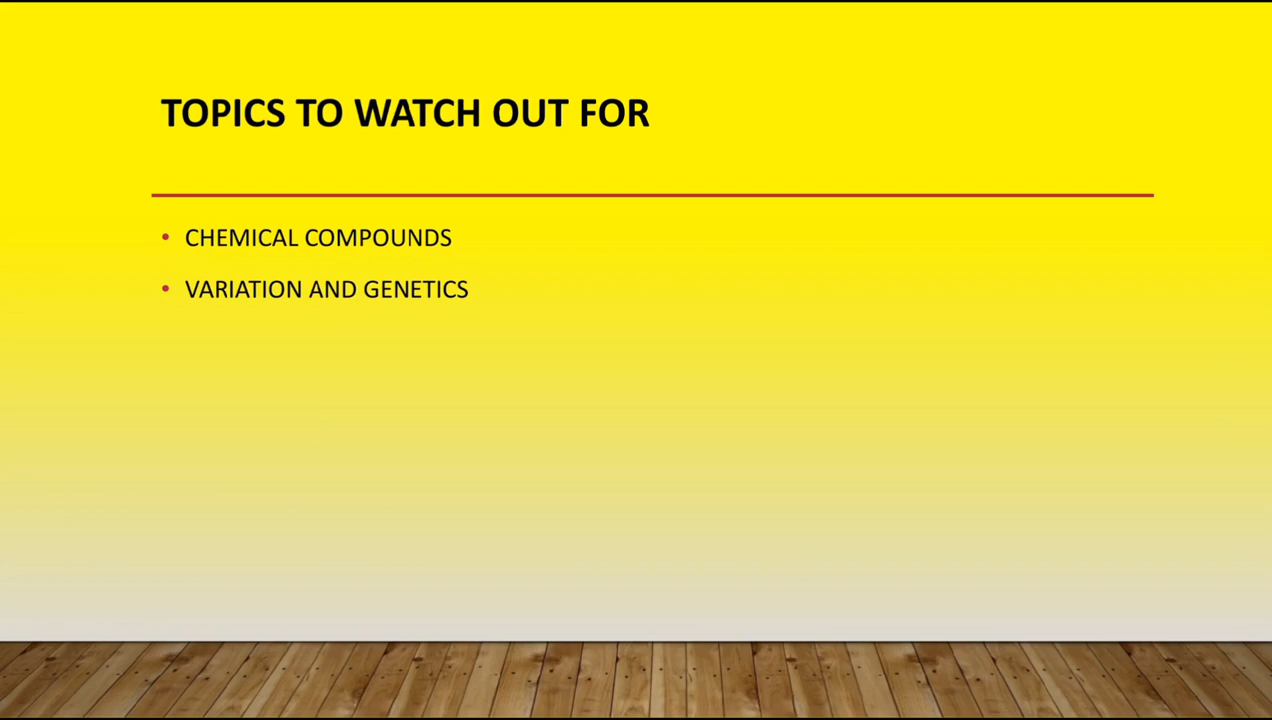 TOPICS TO WATCH OUT FOR
• CHEMICAL COMPOUNDS
• VARIATION AND GENETICS